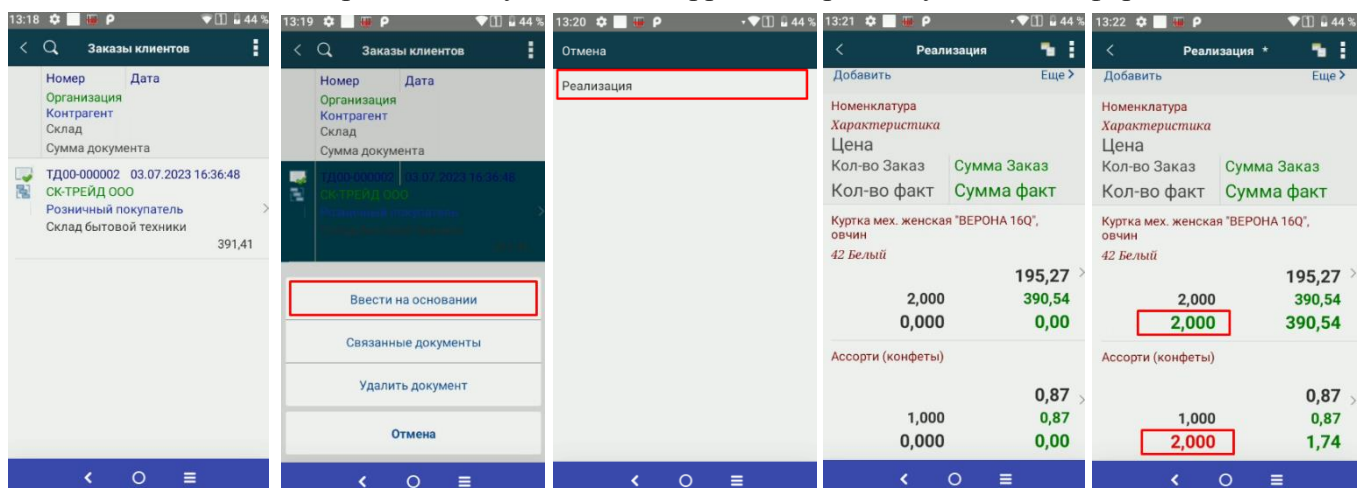 13:18 P 44 %
Заказы клиентов
Номер Дата
Организация
Контрагент
Склад
Сумма документа
ТД00-000002 03.07.2023 16:36:48
СК-ТРЕЙД ООО
Розничный покупатель
Склад бытовой техники
391,41
13:19 P 44 %
Заказы клиентов
Номер Дата
Организация
Контрагент
Склад
Сумма документа
ТД00-000002 03.07.2023 16:36:48
СК-ТРЕЙД ООО
Розничный покупатель
Ввести на основании
Связанные документы
Удалить документ
Отмена
13:20 P 44 %
Отмена
Реализация
13:21 P 44 %
Реализация
Добавить Еще
Номенклатура
Характеристика
Цена
Кол-во Заказ Сумма Заказ
Кол-во факт Сумма факт
Куртка мех. женская "ВЕРОНА 16Q",
овчин
42 Белый
195,27
2,000 390,54
0,000 0,00
Ассорти (конфеты)
0,87
1,000 0,87
0,000 0,00
13:22 P 44 %
Реализация *
Добавить Еще
Номенклатура
Характеристика
Цена
Кол-во Заказ Сумма Заказ
Кол-во факт Сумма факт
Куртка мех. женская "ВЕРОНА 16Q",
овчин
42 Белый
195,27
2,000 390,54
2,000 390,54
Ассорти (конфеты)
0,87
1,000 0,87
2,000 1,74